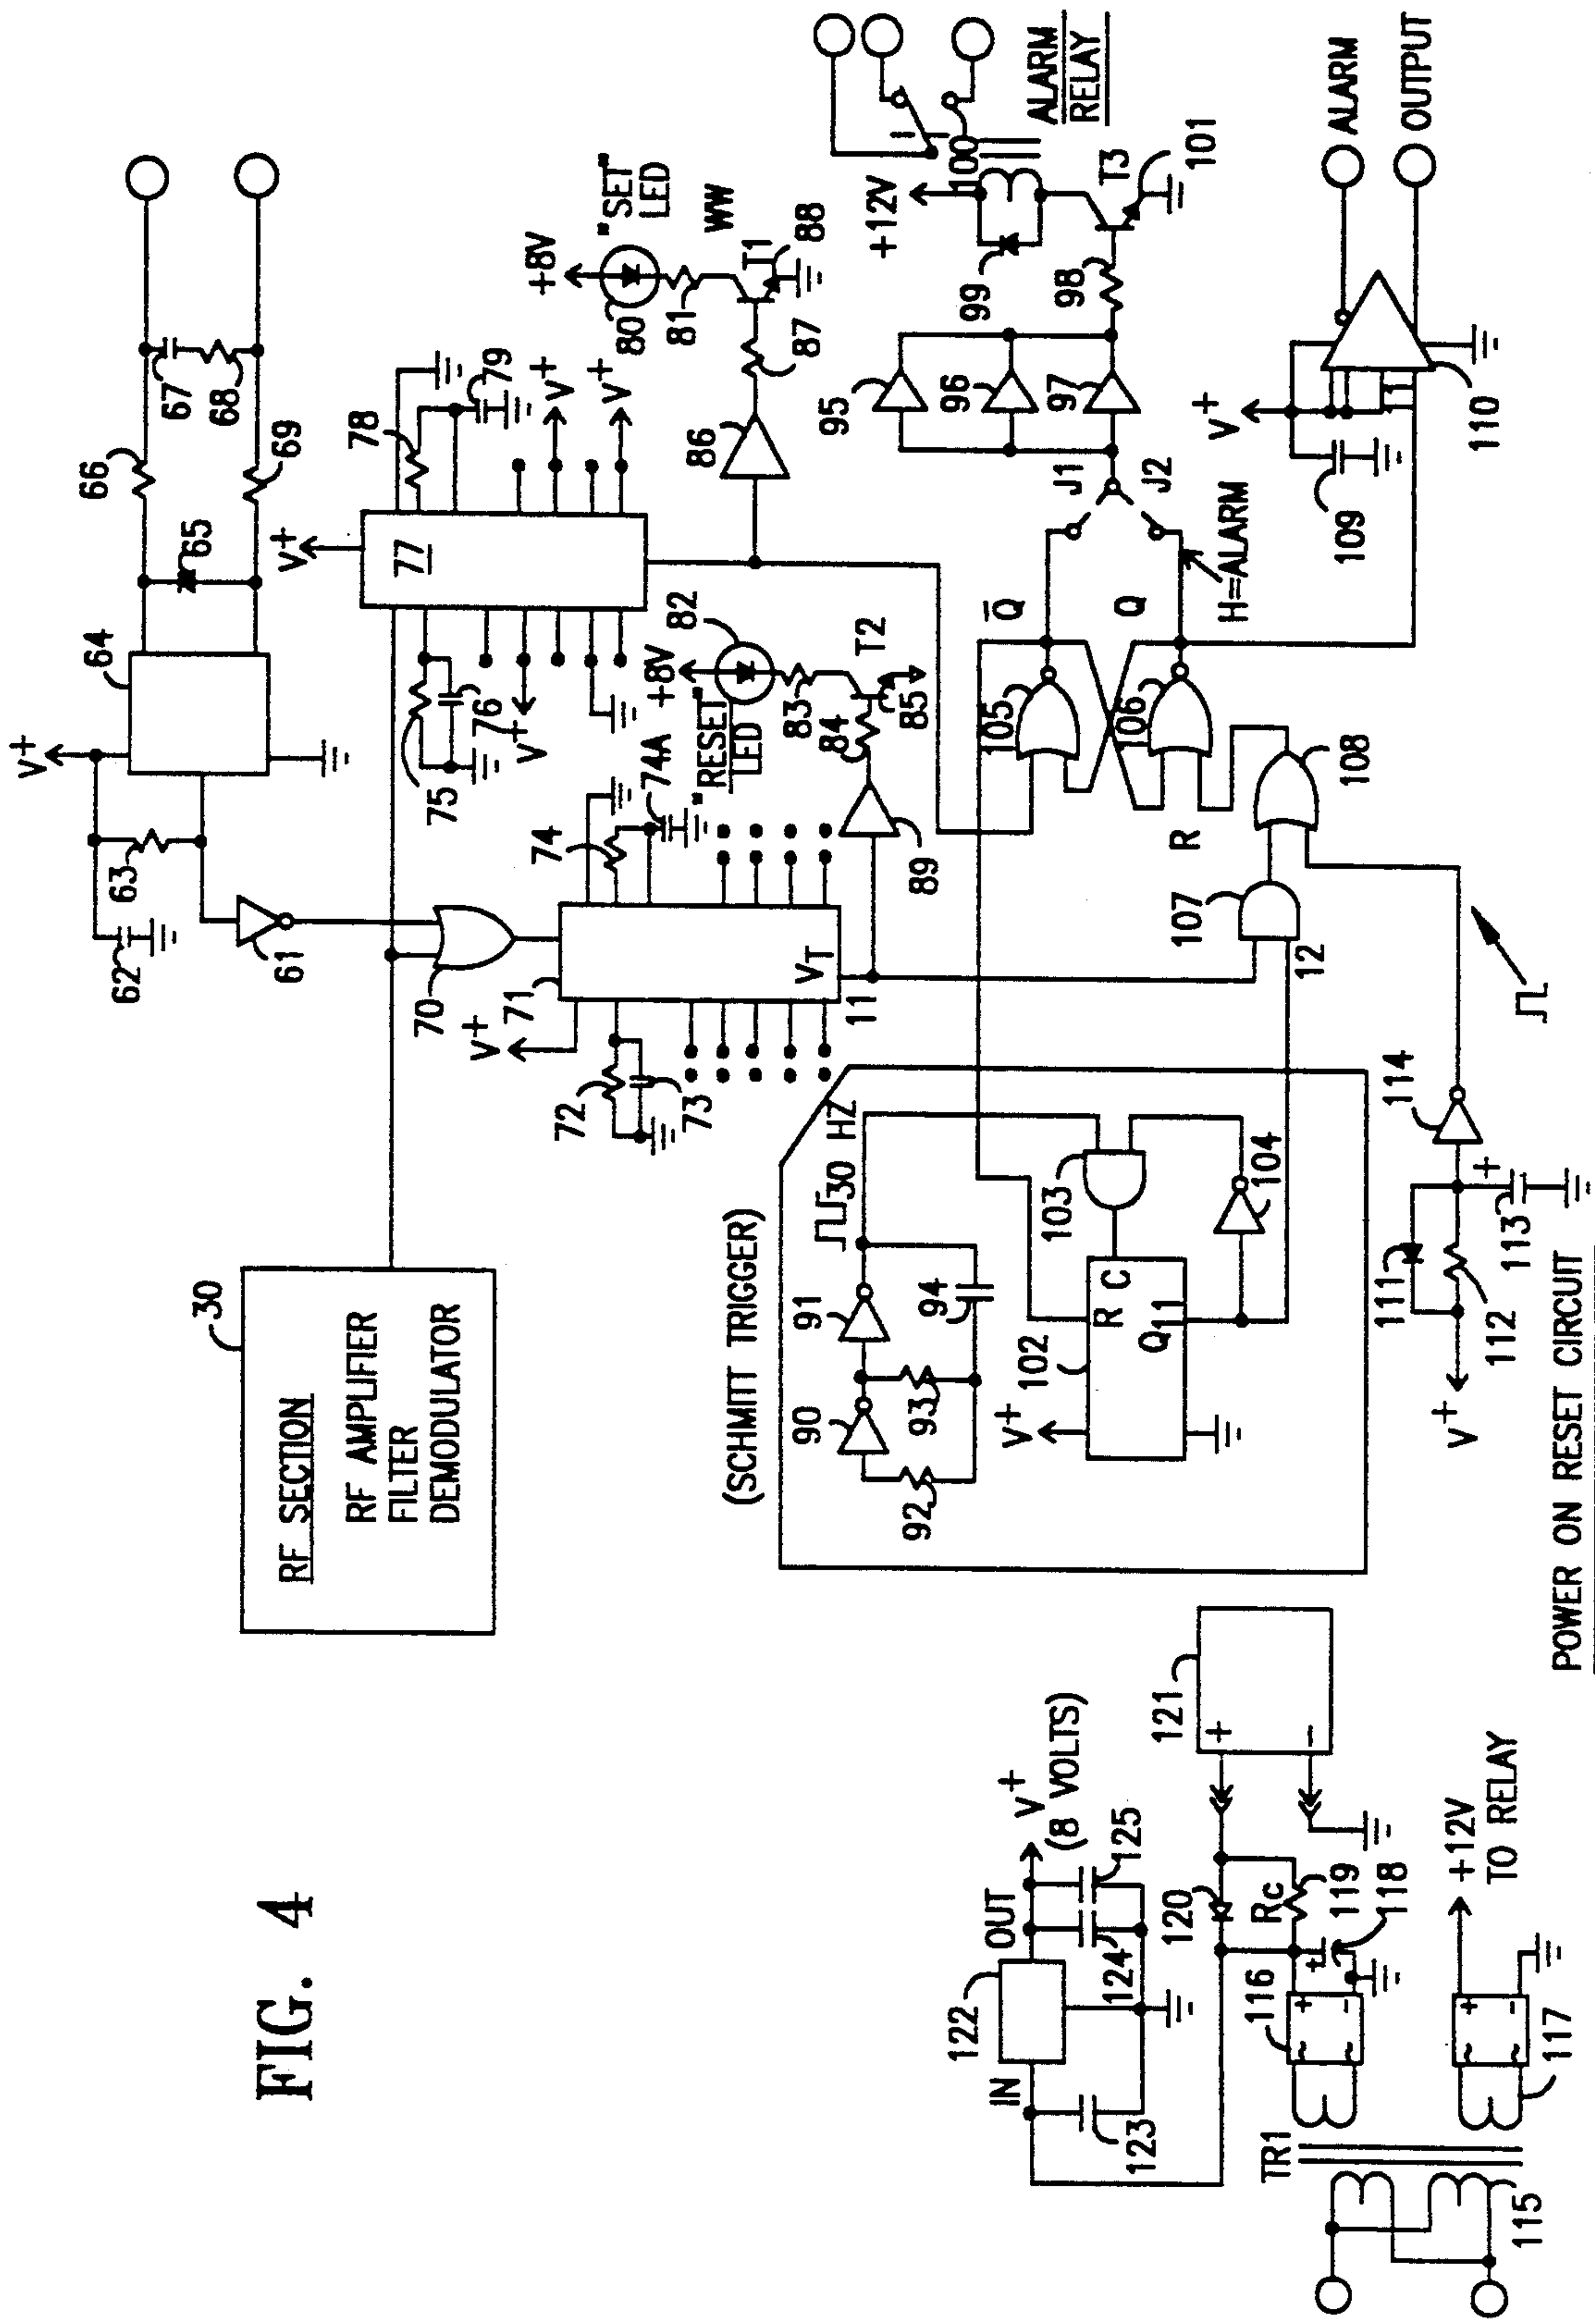 FIG. 4
30
RF SECTION
RF AMPLIFIER
FILTER
DEMODULATOR
V+
62
63
64
61
65
66
67
68
69
70
V+
71
72
73
74
74A
VT
11
75
76
V+
V+
77
78
79
V+
V+
+8V
"SET"
LED
80
81
WW
T1
86
87
88
+8V
82
"RESET"
LED
83
84
T2
85
89
(SCHMITT TRIGGER)
30 HZ
90
91
92
93
94
V+
102
R
C
Q11
103
104
95
96
97
98
99
+12V
100
ALARM
RELAY
T3
101
J1
J2
Q̅
Q
H=ALARM
105
106
R
107
12
108
V+
109
110
ALARM
OUTPUT
V+
111
112
113
+
114
POWER ON RESET CIRCUIT
122
IN
OUT
V+
(8 VOLTS)
123
124
125
121
+
-
120
RC
119
118
+
116
~
~
+
-
+12V
TO RELAY
117
~
~
+
-
TR1
115